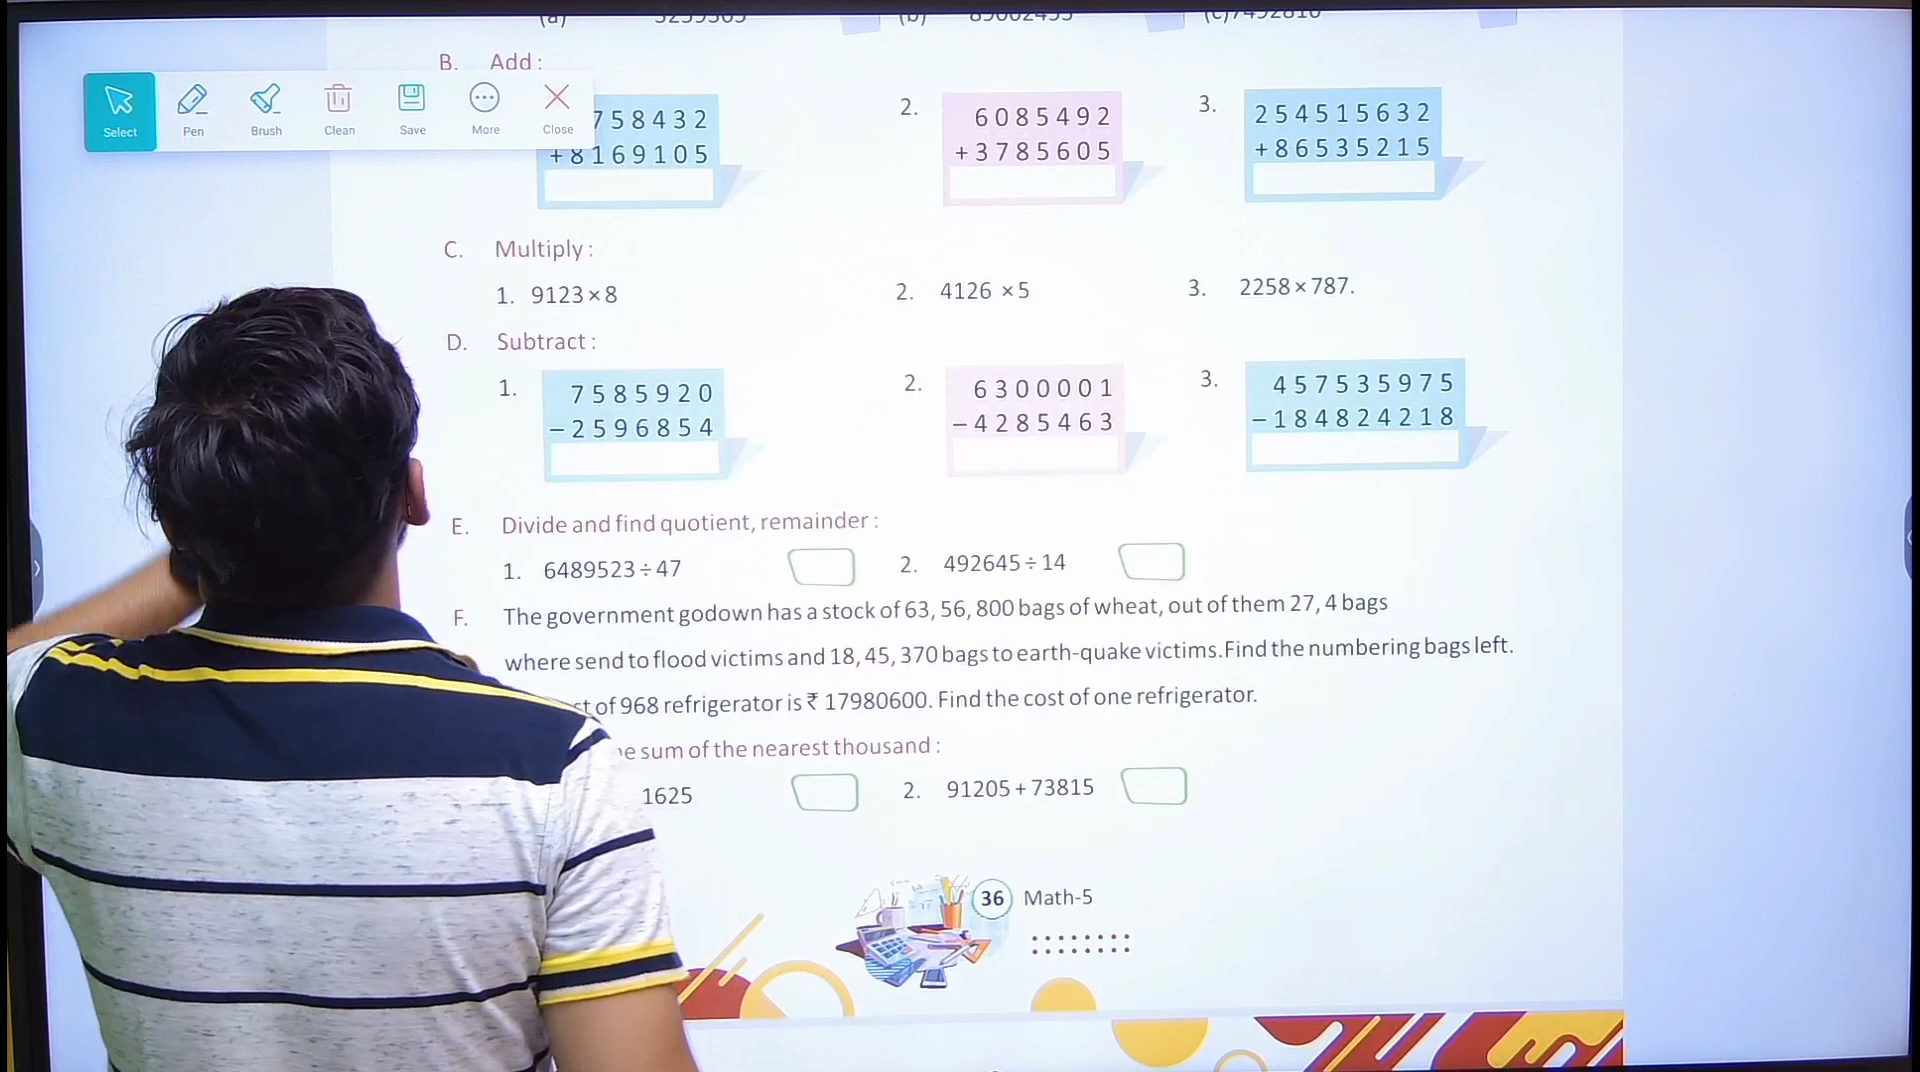 (a) 3259365 (b) 89002455 (c) 7492810
B. Add :
Select Pen Brush Clean Save More Close
758432
+8169105
2. 6085492
+3785605
3. 254515632
+86535215
C. Multiply :
1. 9123×8 2. 4126 ×5 3. 2258×787.
D. Subtract :
1. 7585920
−2596854
2. 6300001
−4285463
3. 457535975
−184824218
E. Divide and find quotient, remainder :
1. 6489523÷47 2. 492645÷14
F. The government godown has a stock of 63, 56, 800 bags of wheat, out of them 27, 4 bags
where send to flood victims and 18, 45, 370 bags to earth-quake victims.Find the numbering bags left.
of 968 refrigerator is ₹ 17980600. Find the cost of one refrigerator.
sum of the nearest thousand :
1625 2. 91205+73815
36 Math-5